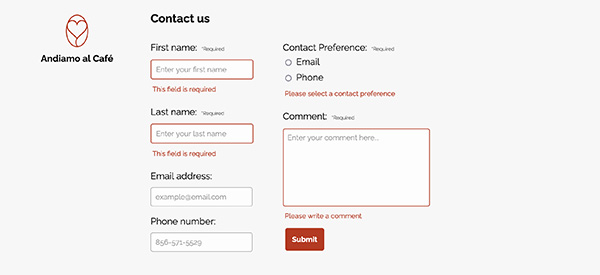 Andiamo al Café
Contact us
First name: *Required
Enter your first name
This field is required
Last name: *Required
Enter your last name
This field is required
Email address:
example@email.com
Phone number:
856-571-5529
Contact Preference: *Required
Email
Phone
Please select a contact preference
Comment: *Required
Enter your comment here...
Please write a comment.
Submit